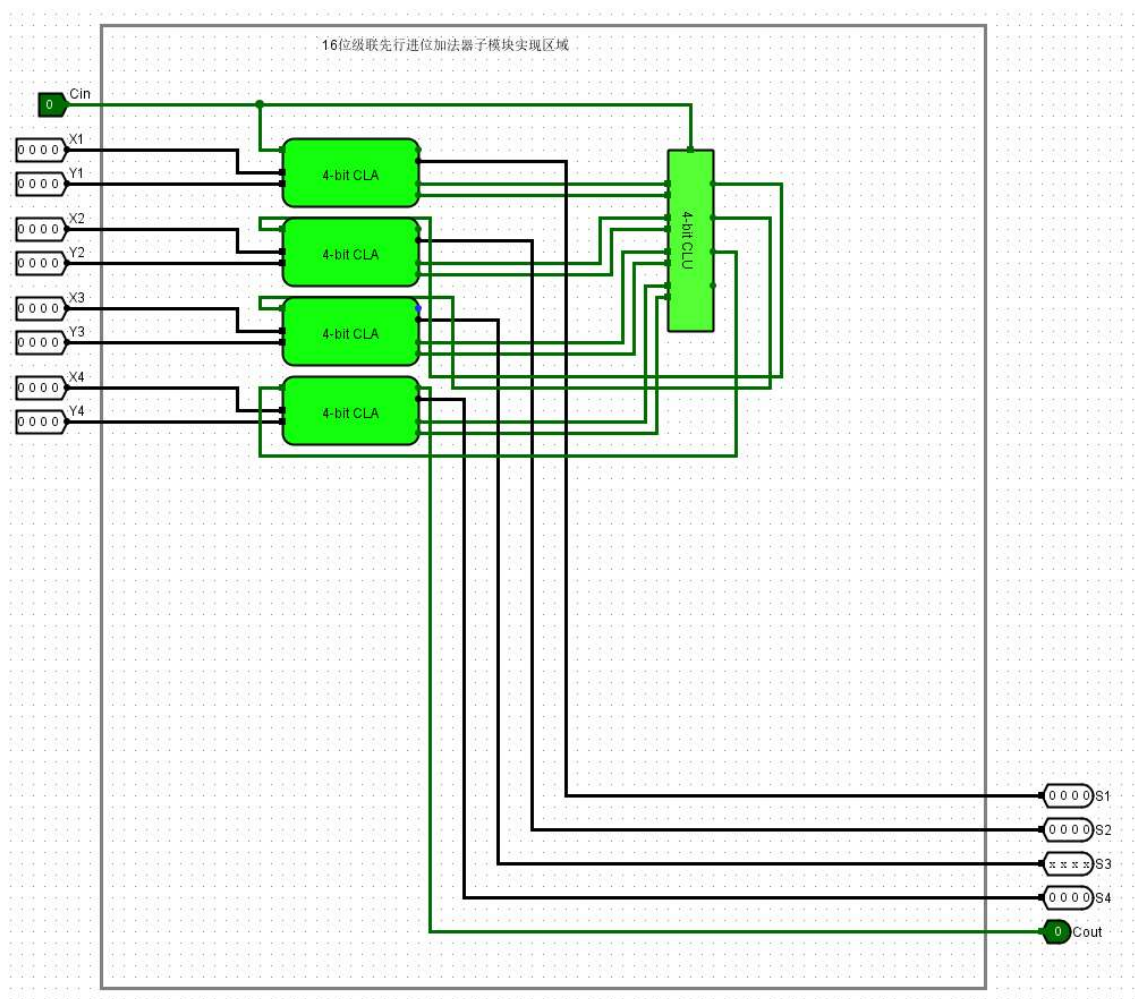 16位级联先行进位加法器子模块实现区域
0 Cin
0 0 0 0 X1
0 0 0 0 Y1
4-bit CLA
0 0 0 0 X2
0 0 0 0 Y2
4-bit CLA
4-bit CLU
0 0 0 0 X3
0 0 0 0 Y3
4-bit CLA
0 0 0 0 X4
0 0 0 0 Y4
4-bit CLA
0 0 0 0 S1
0 0 0 0 S2
x x x x S3
0 0 0 0 S4
0 Cout